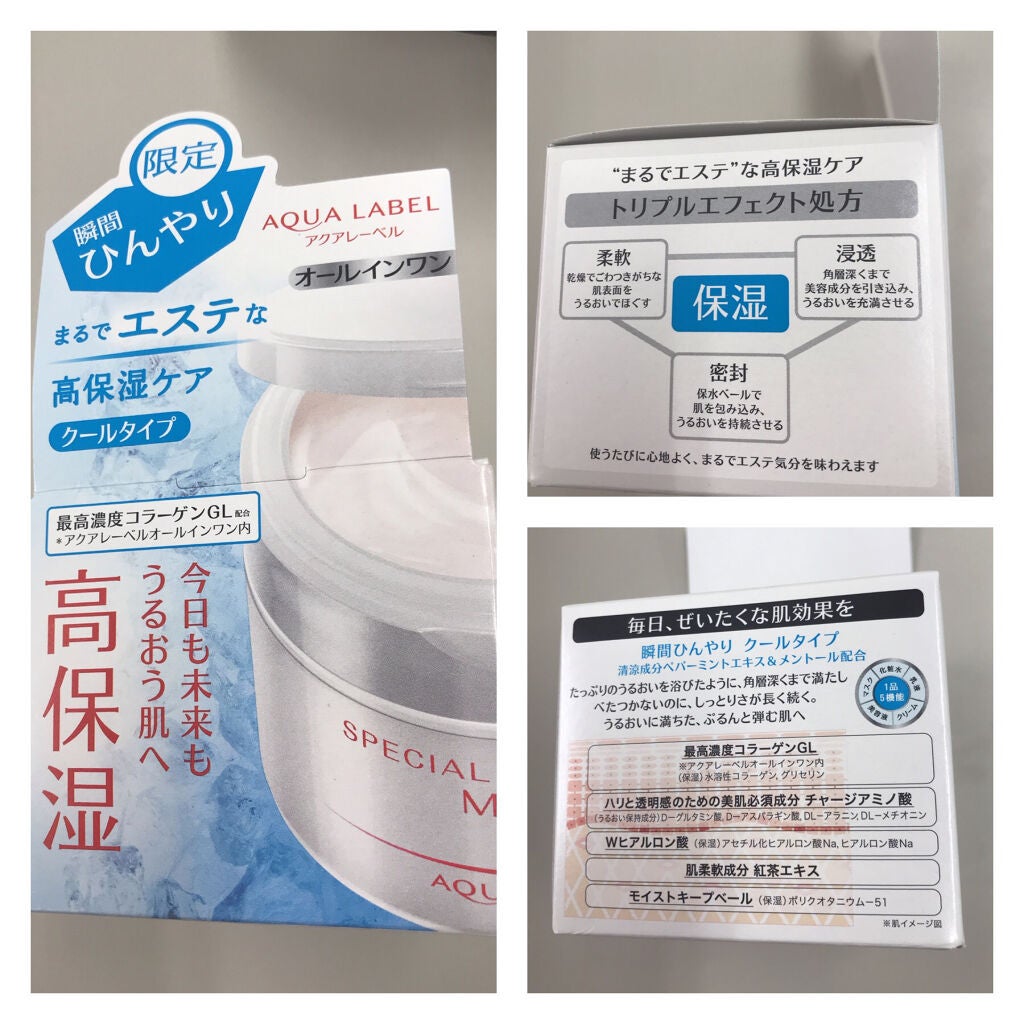 限定
瞬間
ひんやり
AQUA LABEL
アクアレーベル
オールインワン
まるでエステな
高保湿ケア
クールタイプ
最高濃度コラーゲンGL配合
*アクアレーベルオールインワン内
今日も未来も
うるおう肌へ
高保湿
SPECIAL
M
AQU
“まるでエステ”な高保湿ケア
トリプルエフェクト処方
柔軟
乾燥でごわつきがちな
肌表面を
うるおいでほぐす
保湿
浸透
角層深くまで
美容成分を引き込み、
うるおいを充満させる
密封
保水ベールで
肌を包み込み、
うるおいを持続させる
使うたびに心地よく、まるでエステ気分を味わえます
毎日、ぜいたくな肌効果を
瞬間ひんやり クールタイプ
清涼成分ペパーミントエキス&メントール配合
たっぷりのうるおいを浴びたように、角層深くまで満たし
べたつかないのに、しっとりさが長く続く。
うるおいに満ちた、ぷるんと弾む肌へ
化粧水
乳液
クリーム
美容液
マスク
1品
5機能
最高濃度コラーゲンGL
※アクアレーベルオールインワン内
(保湿)水溶性コラーゲン,グリセリン
ハリと透明感のための美肌必須成分 チャージアミノ酸
(うるおい保持成分)D-グルタミン酸, D-アスパラギン酸, DL-アラニン, DL-メチオニン
Wヒアルロン酸 (保湿)アセチル化ヒアルロン酸Na, ヒアルロン酸Na
肌柔軟成分 紅茶エキス
モイストキープベール (保湿)ポリクオタニウム-51
※肌イメージ図